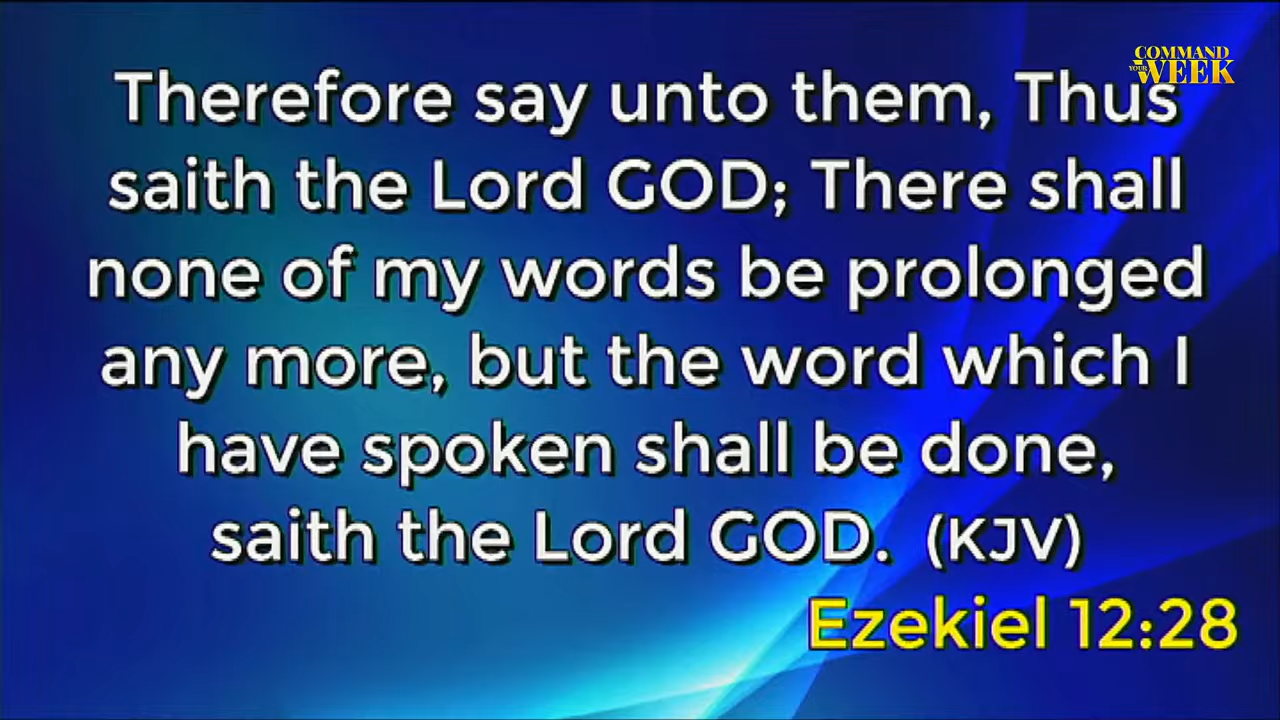 COMMAND
YOUR WEEK
Therefore say unto them, Thus
saith the Lord GOD; There shall
none of my words be prolonged
any more, but the word which I
have spoken shall be done,
saith the Lord GOD. (KJV)
Ezekiel 12:28